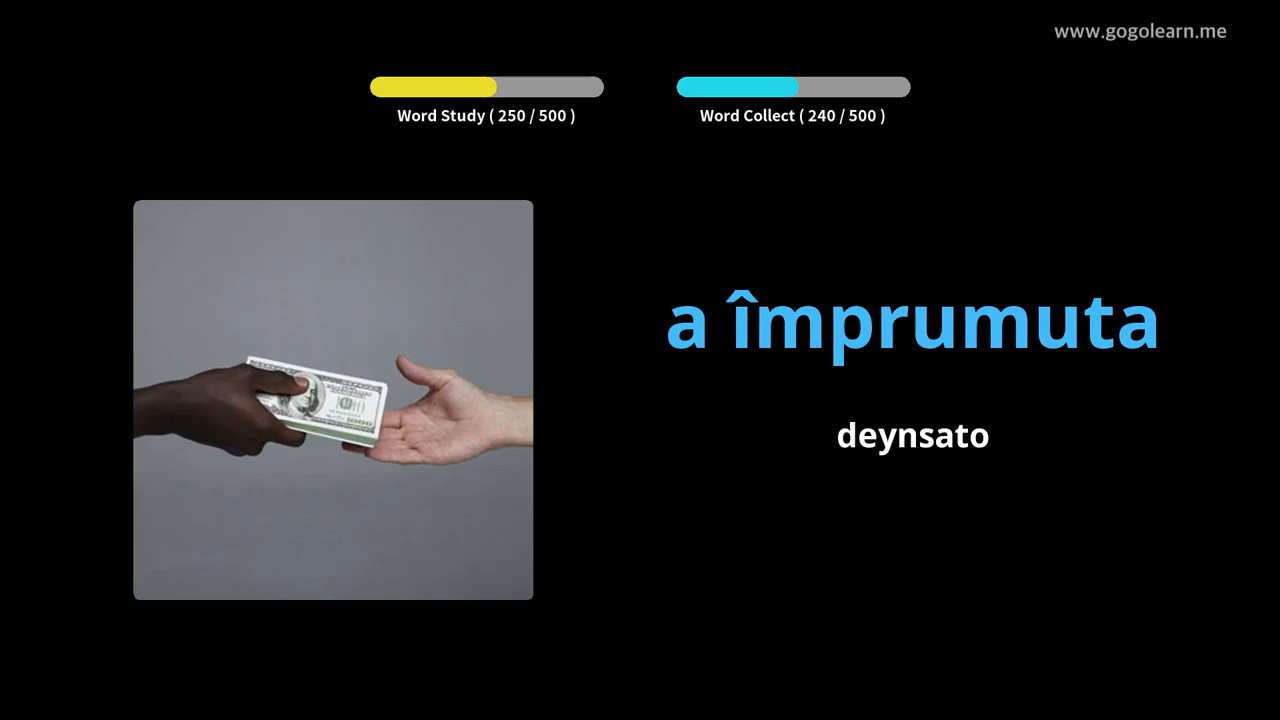 www.gogolearn.me
Word Study ( 250 / 500 )
Word Collect ( 240 / 500 )
a împrumuta
deynsato